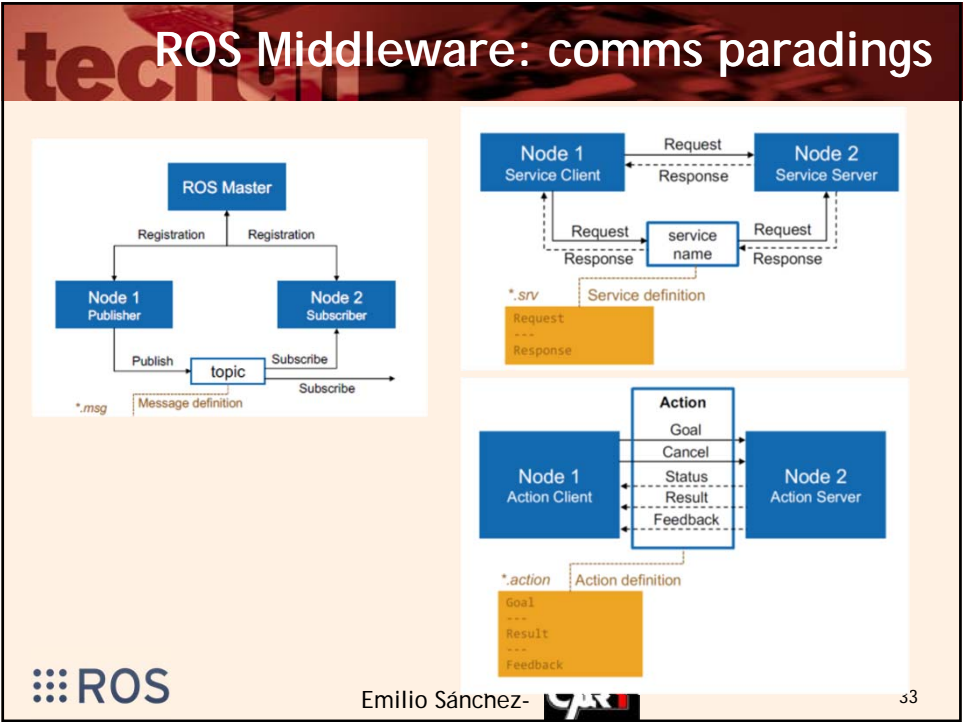 ROS Middleware: comms paradings
ROS Master
Registration
Registration
Node 1
Publisher
Node 2
Subscriber
Publish
topic
Subscribe
Subscribe
*.msg
Message definition
Node 1
Service Client
Request
Response
Node 2
Service Server
Request
Response
service
name
Request
Response
*.srv
Service definition
Request
---
Response
Action
Node 1
Action Client
Goal
Cancel
Status
Result
Feedback
Node 2
Action Server
*.action
Action definition
Goal
---
Result
---
Feedback
ROS
Emilio Sánchez-
33